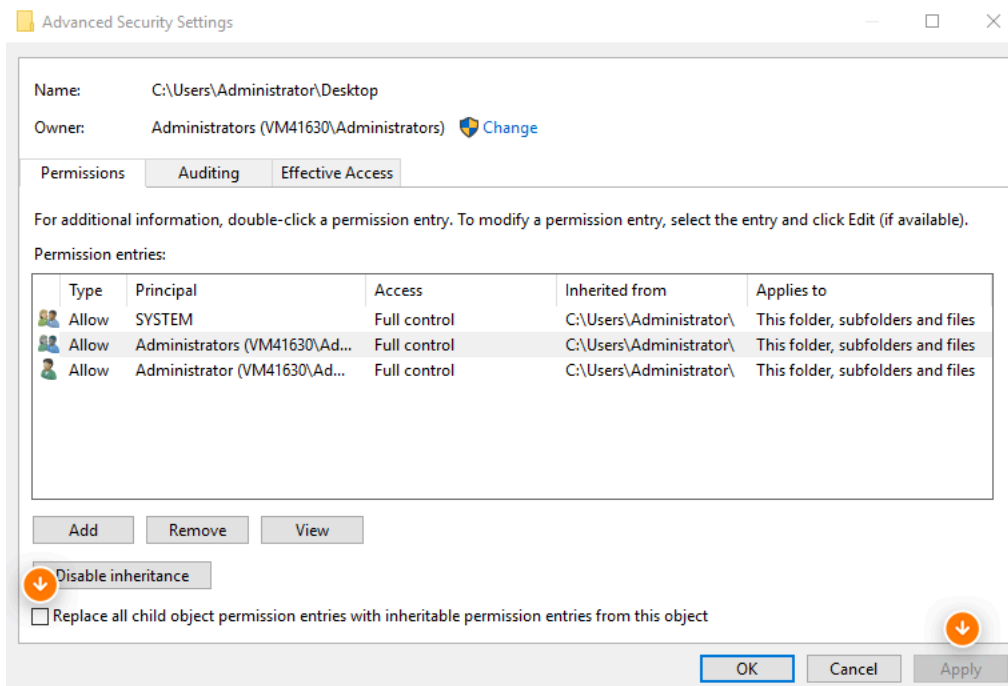 Advanced Security Settings
Name: C:\Users\Administrator\Desktop
Owner: Administrators (VM41630\Administrators) Change
Permissions Auditing Effective Access
For additional information, double-click a permission entry. To modify a permission entry, select the entry and click Edit (if available).
Permission entries:
Type Principal Access Inherited from Applies to
Allow SYSTEM Full control C:\Users\Administrator\ This folder, subfolders and files
Allow Administrators (VM41630\Ad... Full control C:\Users\Administrator\ This folder, subfolders and files
Allow Administrator (VM41630\Ad... Full control C:\Users\Administrator\ This folder, subfolders and files
Add Remove View
Disable inheritance
Replace all child object permission entries with inheritable permission entries from this object
OK Cancel Apply